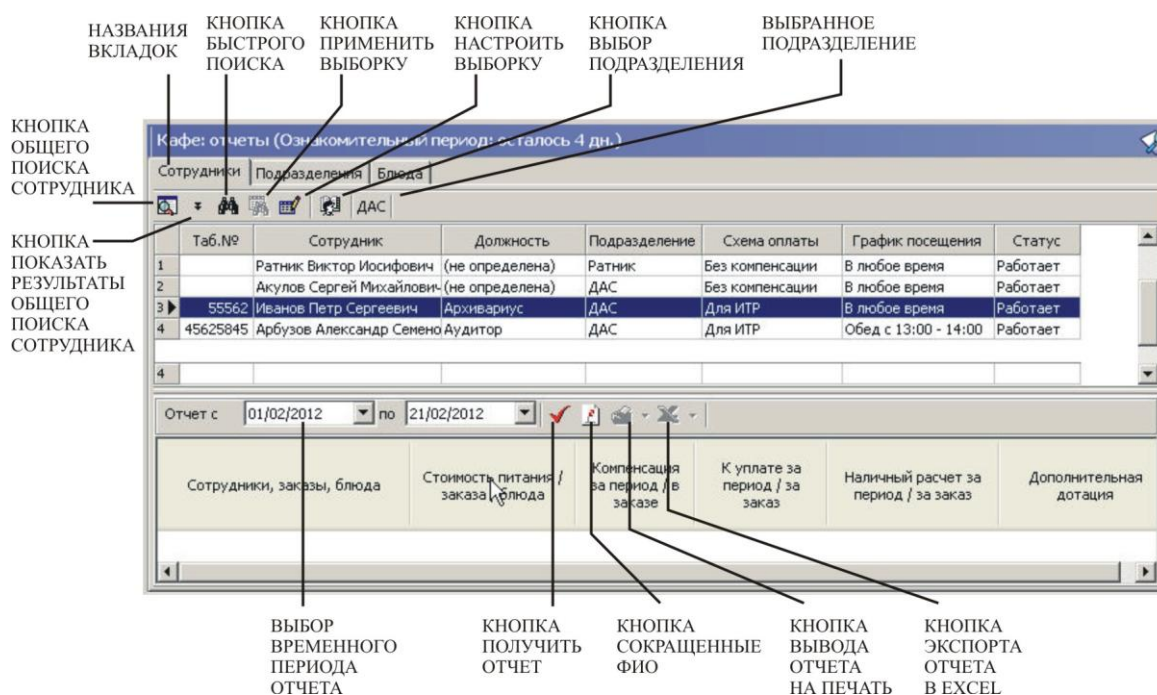 НАЗВАНИЯ
ВКЛАДОК
КНОПКА
БЫСТРОГО
ПОИСКА
КНОПКА
ПРИМЕНИТЬ
ВЫБОРКУ
КНОПКА
НАСТРОИТЬ
ВЫБОРКУ
КНОПКА
ВЫБОР
ПОДРАЗДЕЛЕНИЯ
ВЫБРАННОЕ
ПОДРАЗДЕЛЕНИЕ
КНОПКА
ОБЩЕГО
ПОИСКА
СОТРУДНИКА
КНОПКА
ПОКАЗАТЬ
РЕЗУЛЬТАТЫ
ОБЩЕГО
ПОИСКА
СОТРУДНИКА
Кафе: отчеты (Ознакомительный период: осталось 4 дн.)
Сотрудники Подразделения Блюда
ДАС
Таб.№ Сотрудник Должность Подразделение Схема оплаты График посещения Статус
1 Ратник Виктор Иосифович (не определена) Ратник Без компенсации В любое время Работает
2 Акулов Сергей Михайлович (не определена) ДАС Без компенсации В любое время Работает
3 55562 Иванов Петр Сергеевич Архивариус ДАС Для ИТР В любое время Работает
4 45625845 Арбузов Александр Семено Аудитор ДАС Для ИТР Обед с 13:00 - 14:00 Работает
4
Отчет с 01/02/2012 по 21/02/2012
Сотрудники, заказы, блюда
Стоимость питания /
заказа блюда
Компенсация
за период / в
заказе
К уплате за
период / за
заказ
Наличный расчет за
период / за заказ
Дополнительная
дотация
ВЫБОР
ВРЕМЕННОГО
ПЕРИОДА
ОТЧЕТА
КНОПКА
ПОЛУЧИТЬ
ОТЧЕТ
КНОПКА
СОКРАЩЕННЫЕ
ФИО
КНОПКА
ВЫВОДА
ОТЧЕТА
НА ПЕЧАТЬ
КНОПКА
ЭКСПОРТА
ОТЧЕТА
В EXCEL